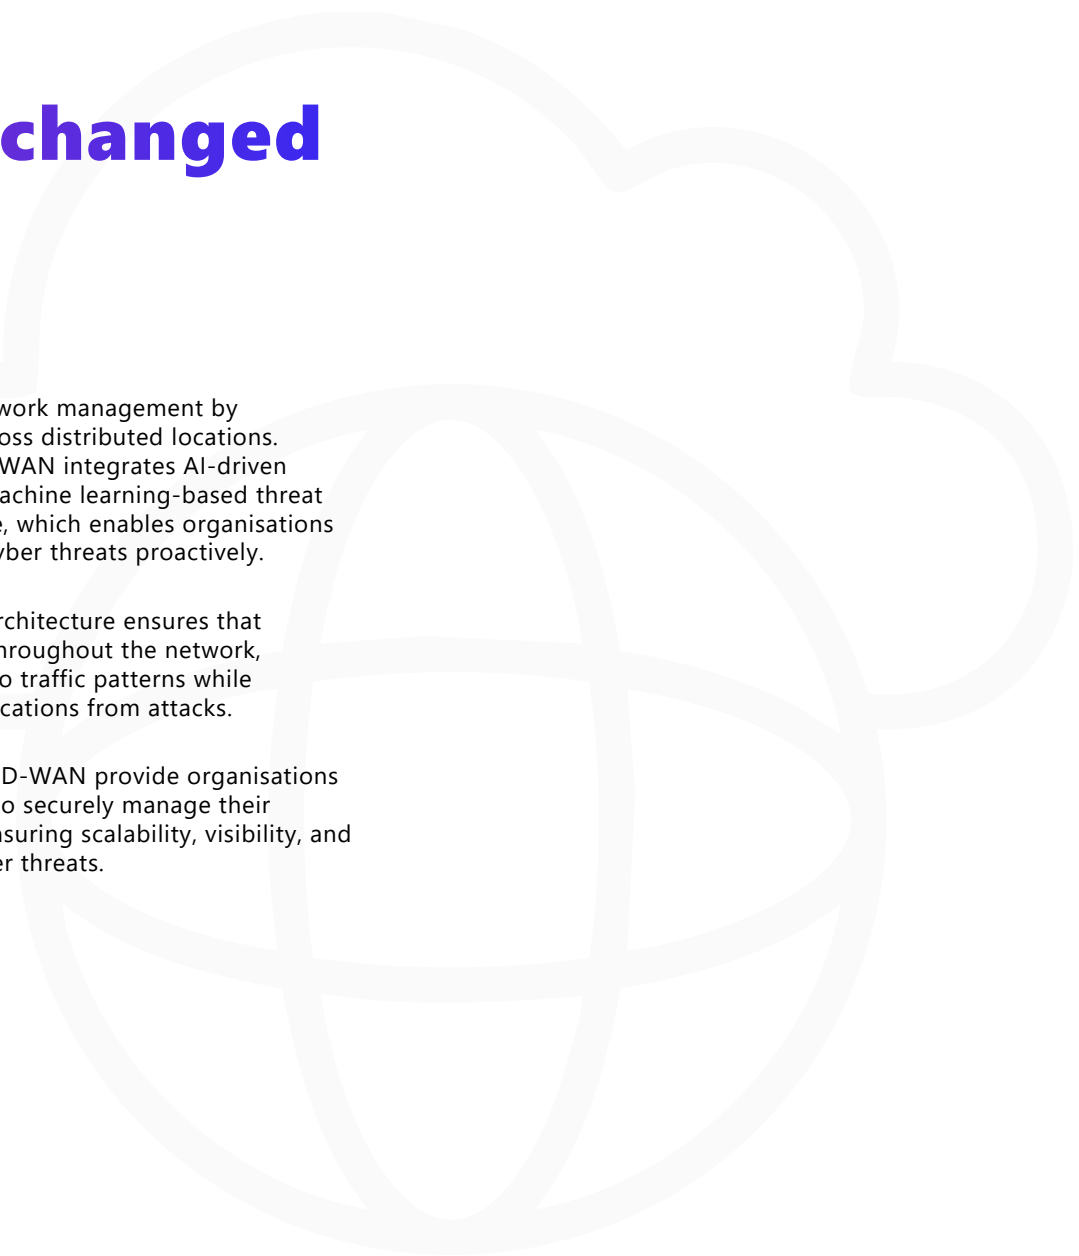 changed
work management by
oss distributed locations.
WAN integrates AI-driven
achine learning-based threat
, which enables organisations
yber threats proactively.
rchitecture ensures that
hroughout the network,
o traffic patterns while
cations from attacks.
D-WAN provide organisations
o securely manage their
nsuring scalability, visibility, and
er threats.